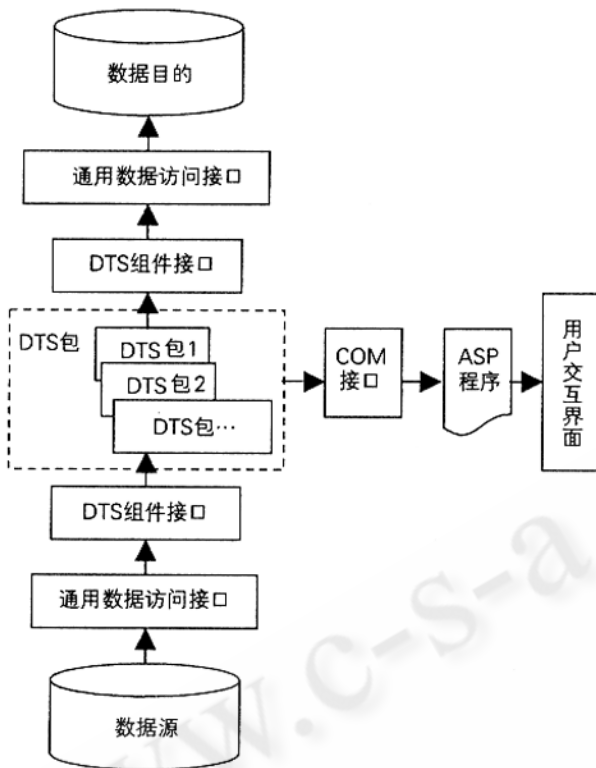 数据目的
通用数据访问接口
DTS组件接口
DTS包
DTS包1
DTS包2
DTS包…
COM
接口
ASP
程序
用户交互界面
DTS组件接口
通用数据访问接口
数据源
www.c-s-a